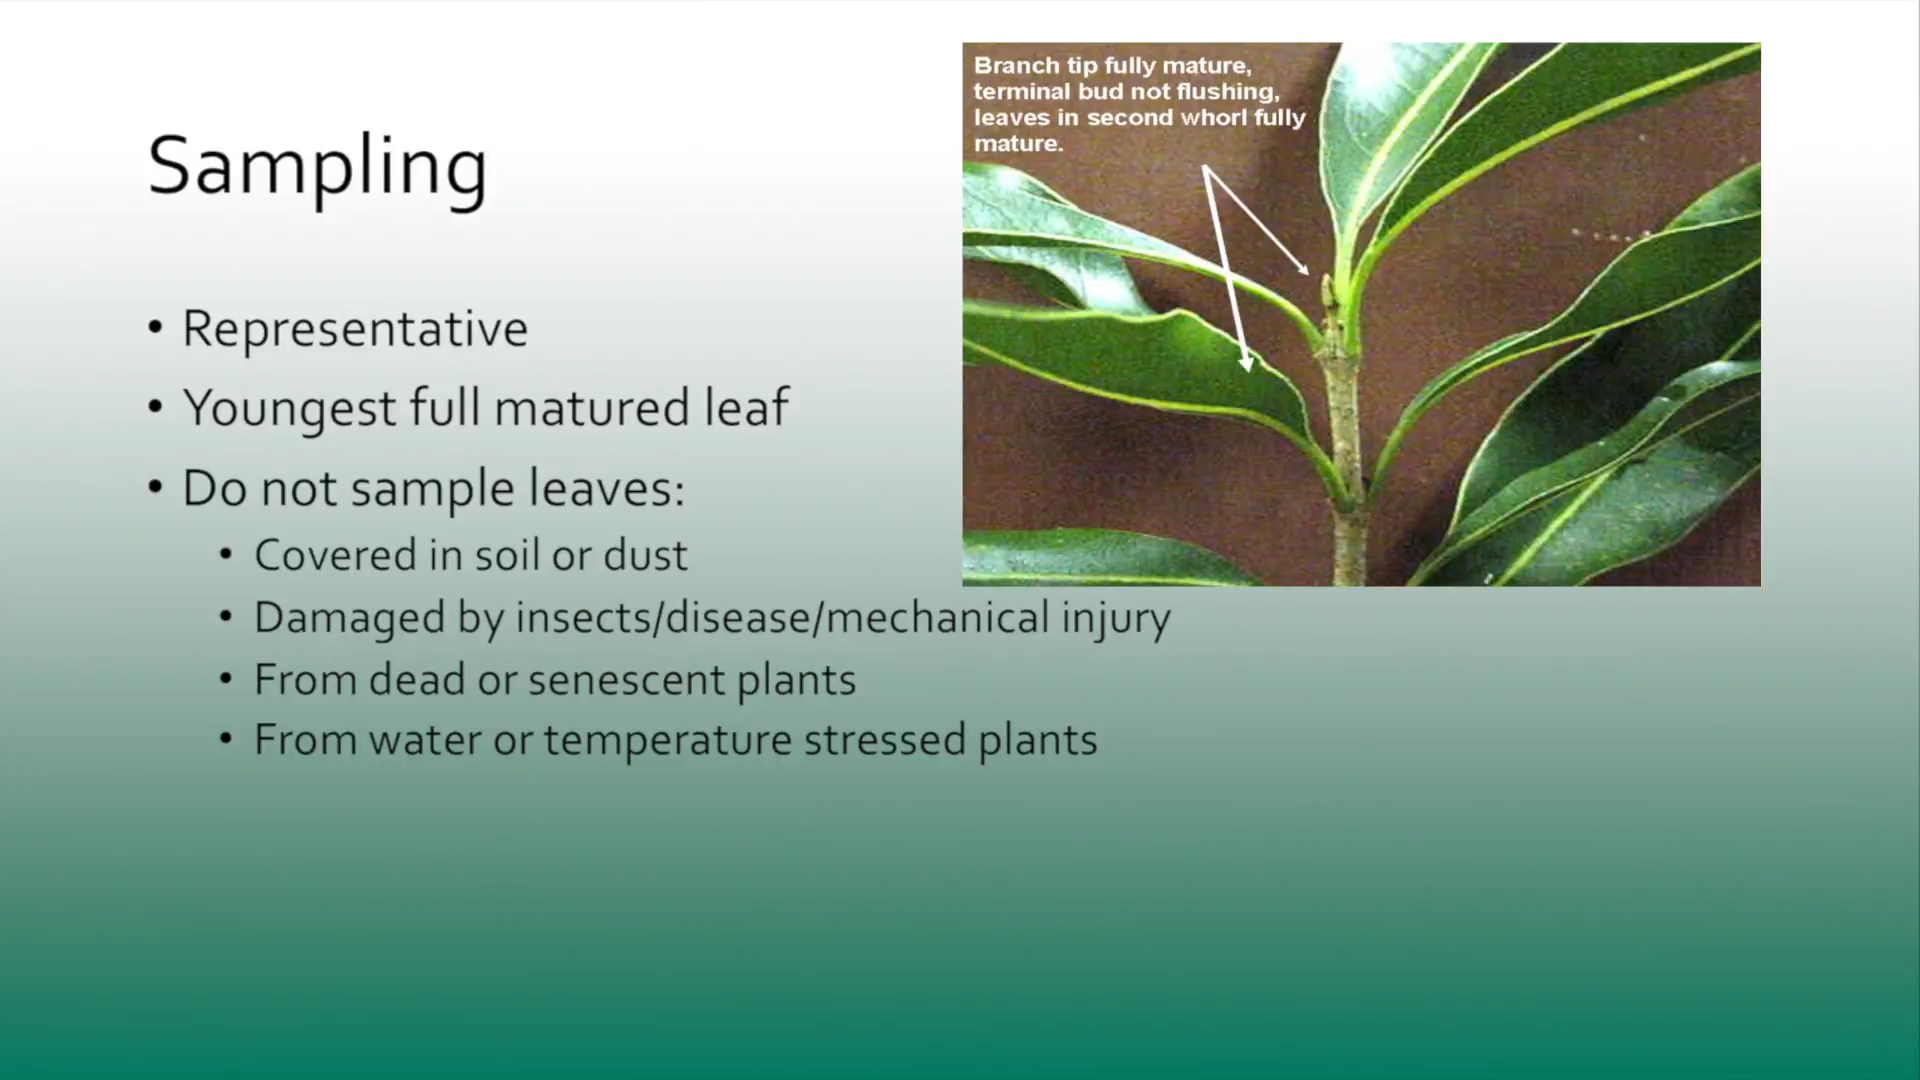 Sampling
• Representative
• Youngest full matured leaf
• Do not sample leaves:
• Covered in soil or dust
• Damaged by insects/disease/mechanical injury
• From dead or senescent plants
• From water or temperature stressed plants
Branch tip fully mature,
terminal bud not flushing,
leaves in second whorl fully
mature.